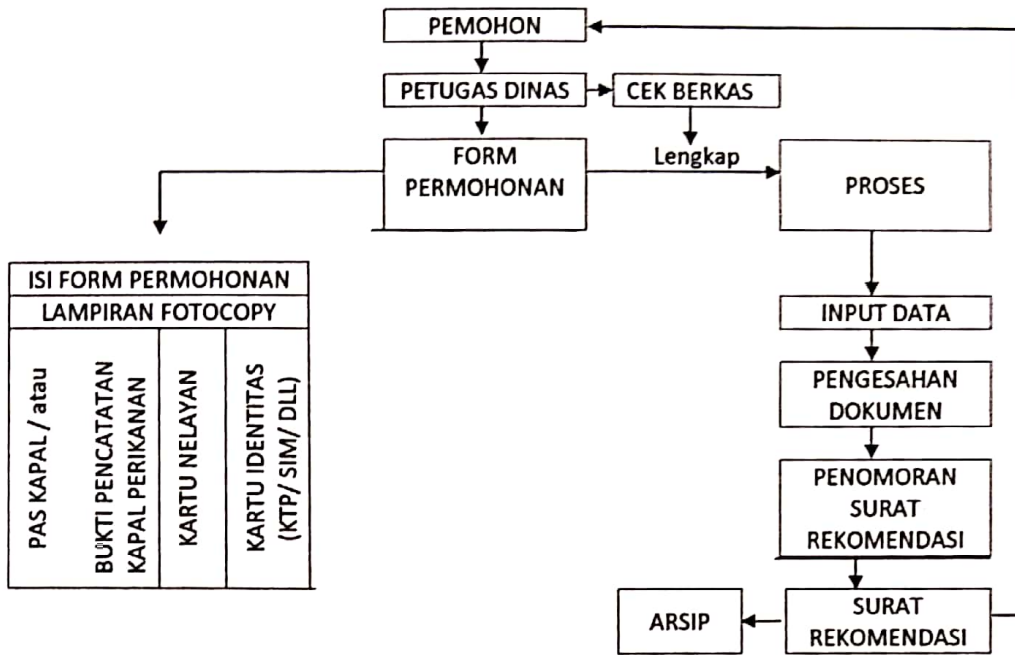 PEMOHON
PETUGAS DINAS
CEK BERKAS
FORM
PERMOHONAN
Lengkap
PROSES
ISI FORM PERMOHONAN
LAMPIRAN FOTOCOPY
PAS KAPAL / atau
BUKTI PENCATATAN
KAPAL PERIKANAN
KARTU NELAYAN
KARTU IDENTITAS
(KTP/ SIM/ DLL)
INPUT DATA
PENGESAHAN
DOKUMEN
PENOMORAN
SURAT
REKOMENDASI
ARSIP
SURAT
REKOMENDASI